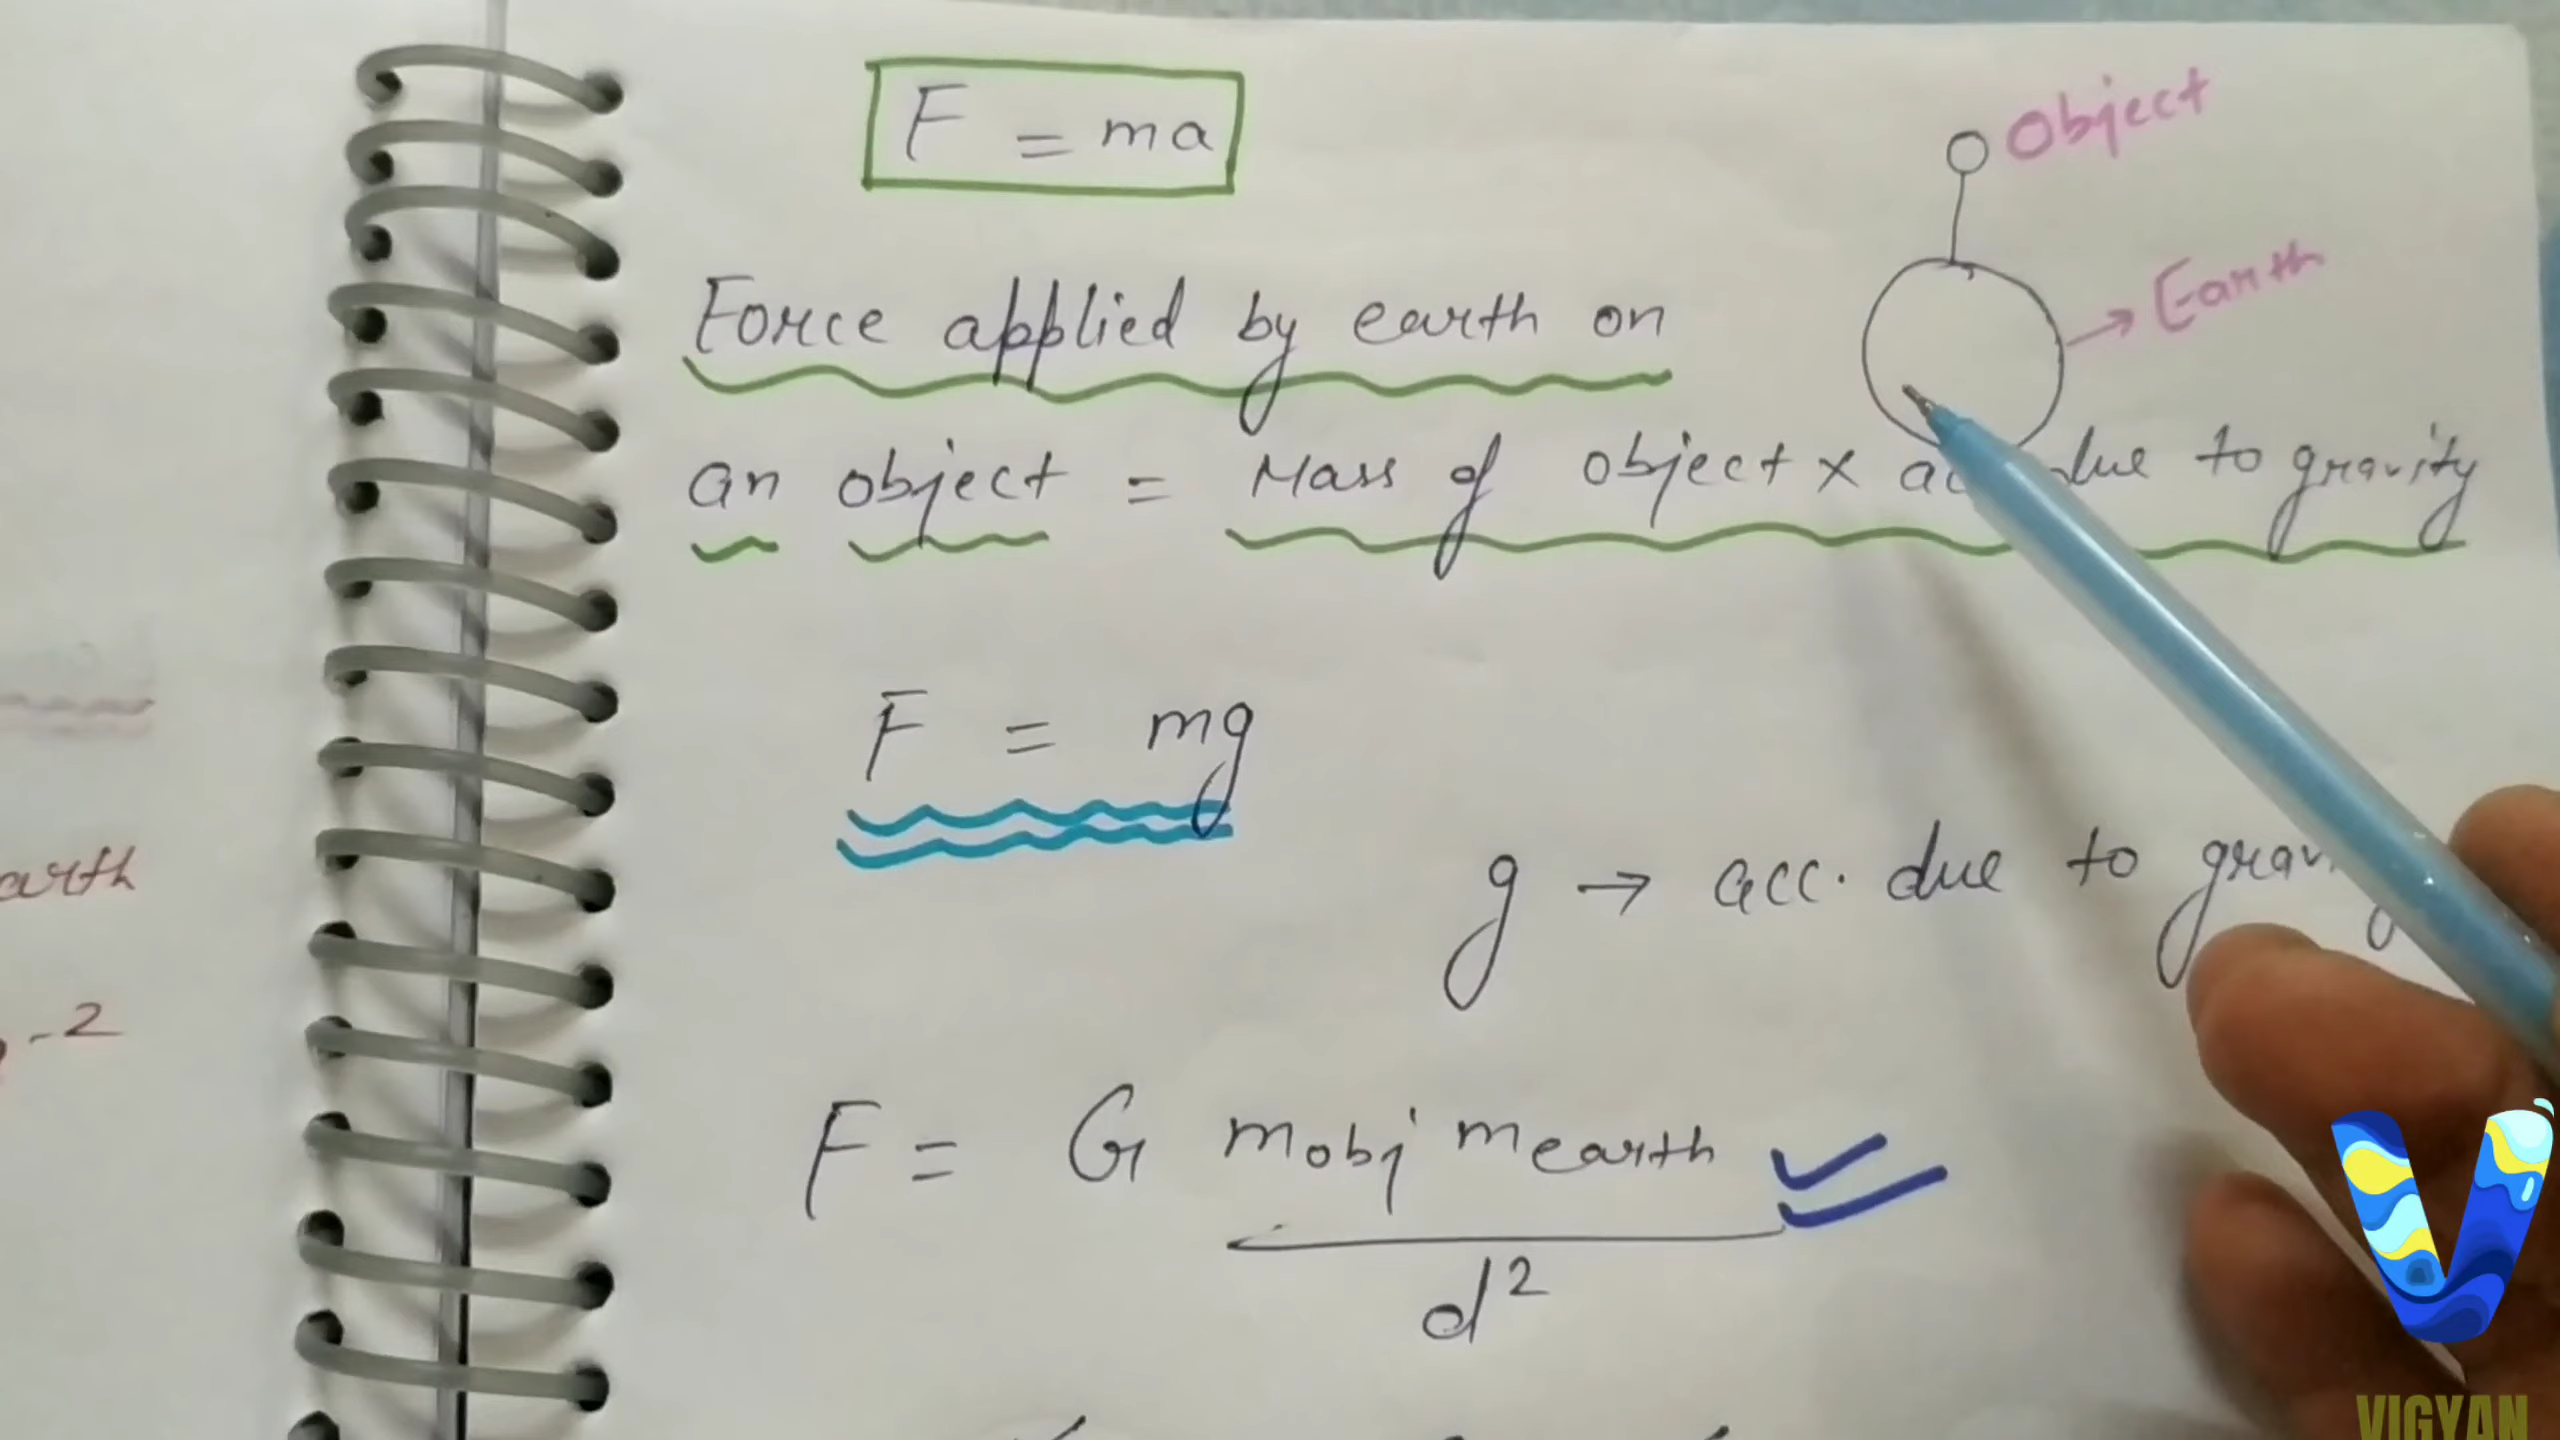 F = ma
Object
Earth
Force applied by earth on
an object = Mass of object x due to gravity
F = mg
g → acc. due to
F = G mobj mearth
d²
arth
-2
VIGYAN